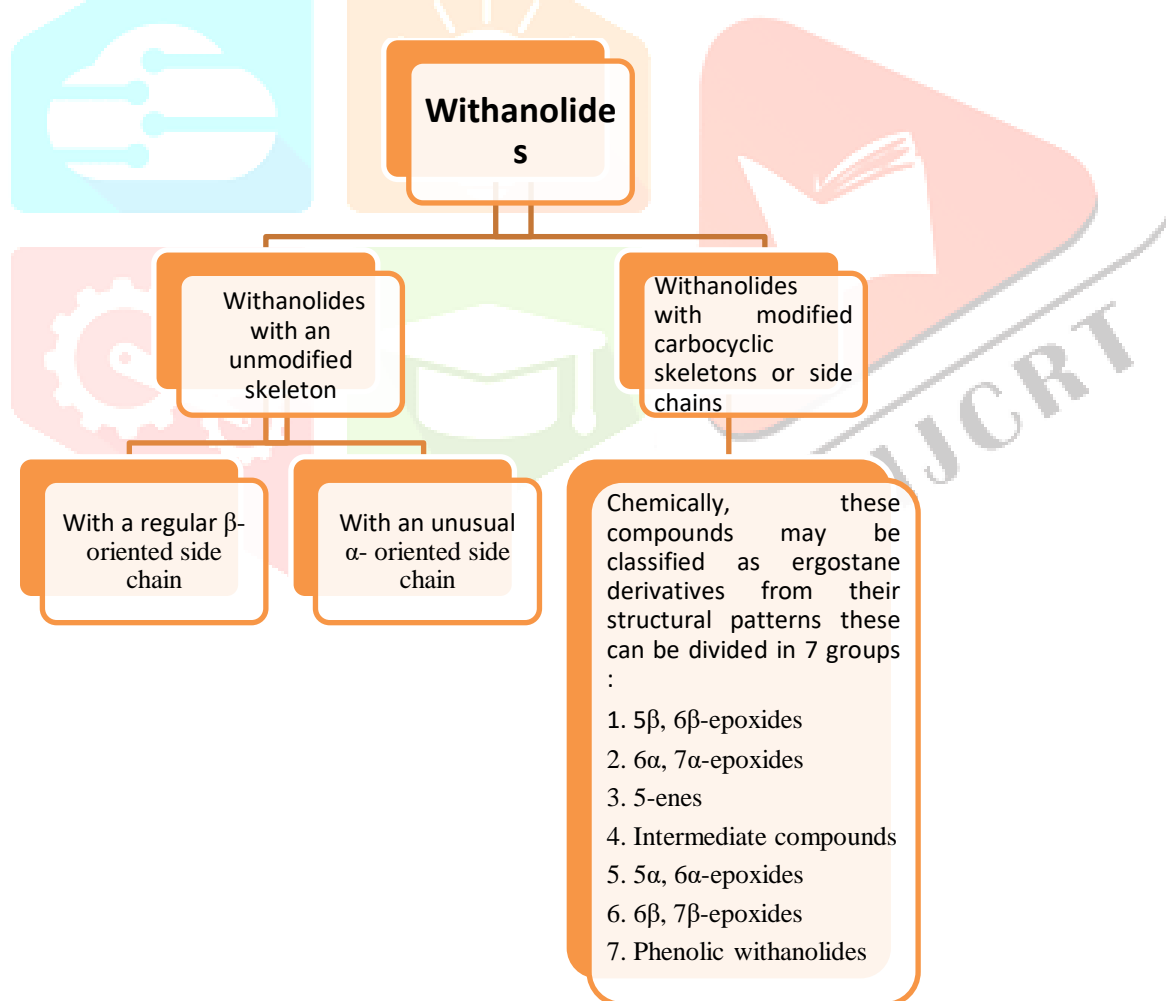 Withanolide
s
Withanolides
with an
unmodified
skeleton
Withanolides
with modified
carbocyclic
skeletons or side
chains
With a regular β-
oriented side
chain
With an unusual
α- oriented side
chain
Chemically, these
compounds may be
classified as ergostane
derivatives from their
structural patterns these
can be divided in 7 groups
:
1. 5β, 6β-epoxides
2. 6α, 7α-epoxides
3. 5-enes
4. Intermediate compounds
5. 5α, 6α-epoxides
6. 6β, 7β-epoxides
7. Phenolic withanolides
IJCRT